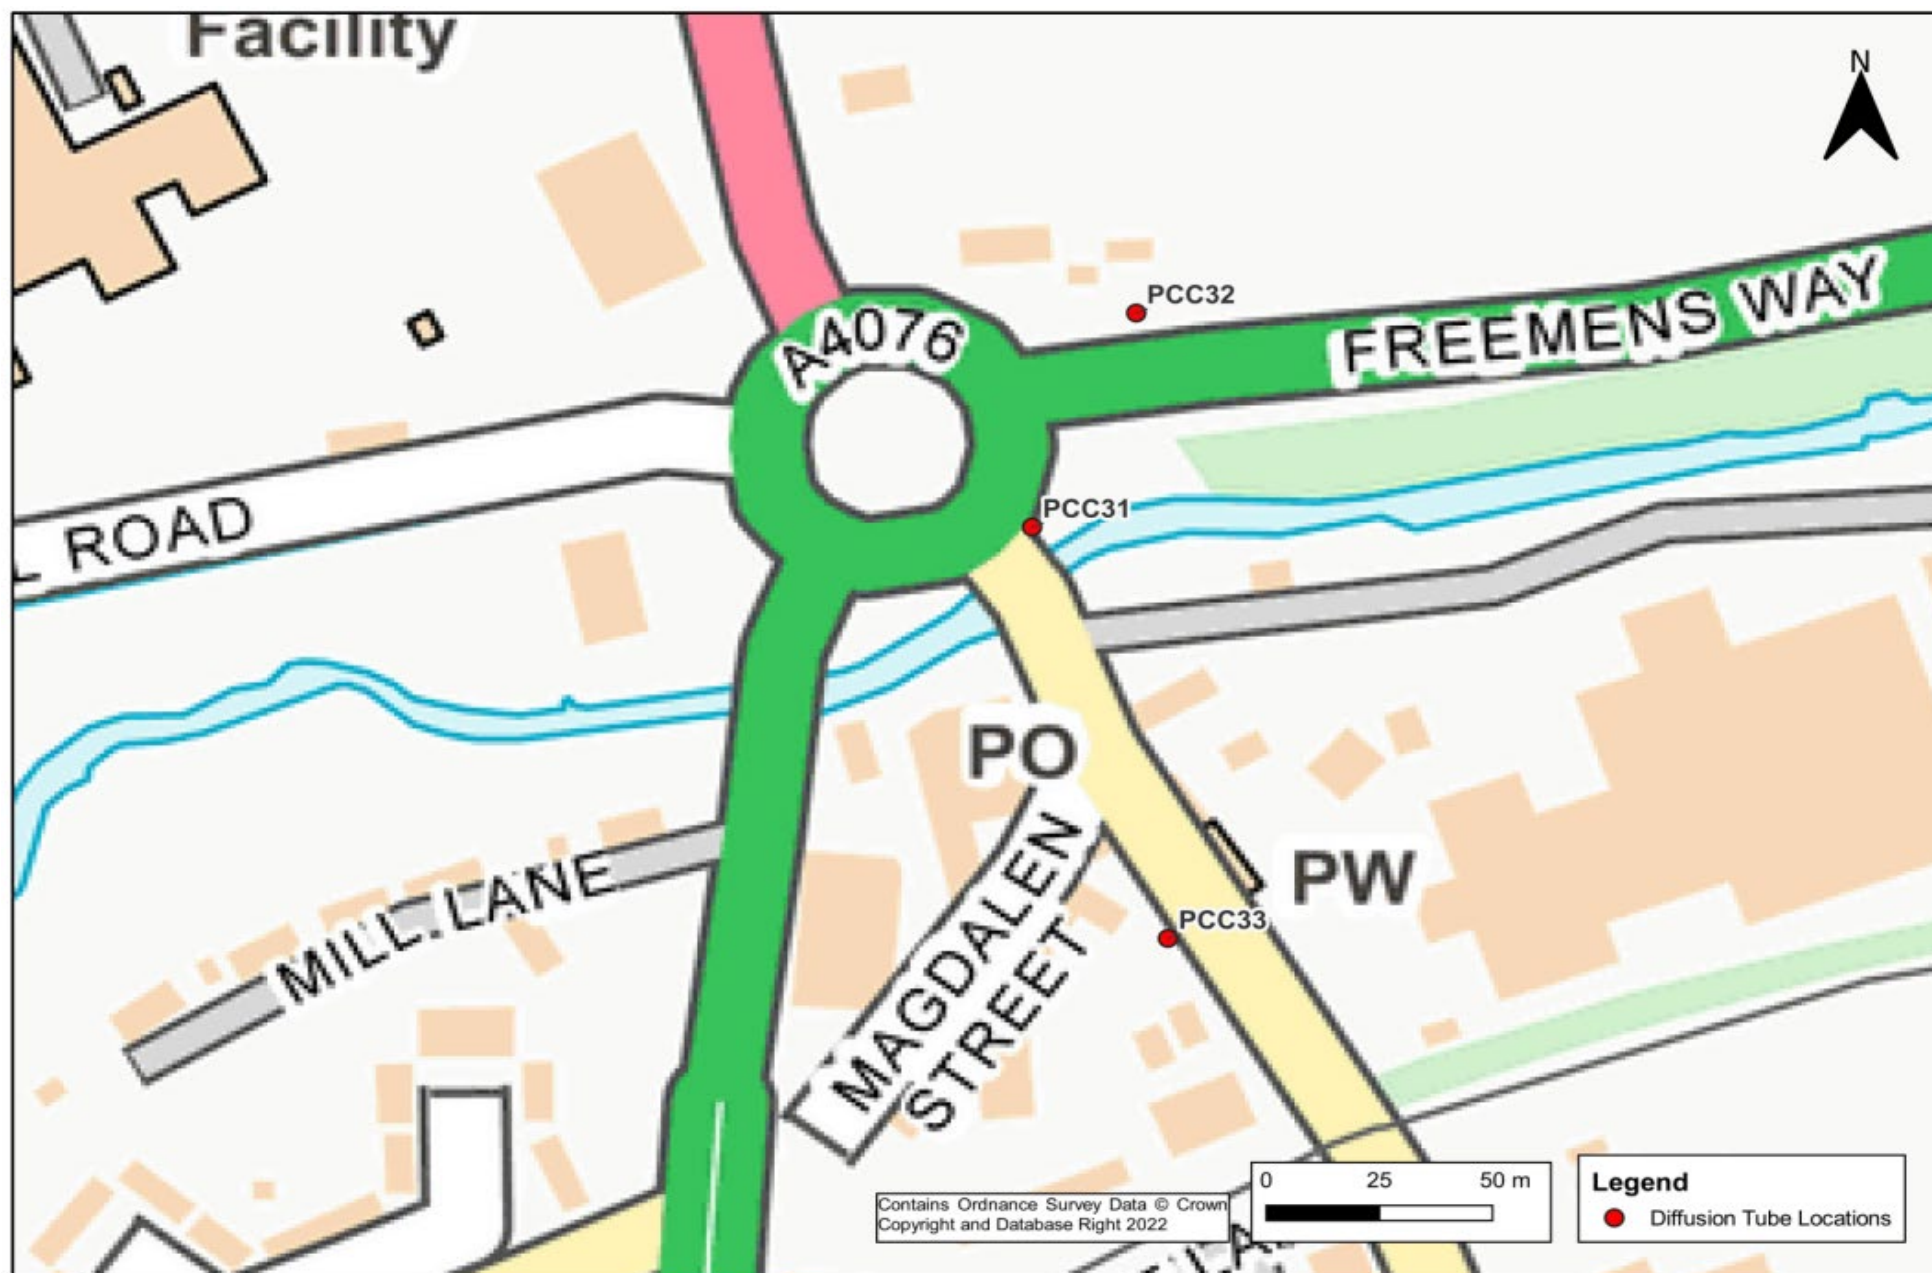 Facility
N
PCC32
A4076
FREEMENS WAY
PCC31
ROAD
PO
MILL LANE
MAGDALEN
STREET
PW
PCC33
0 25 50 m
Legend
Diffusion Tube Locations
Contains Ordnance Survey Data © Crown
Copyright and Database Right 2022